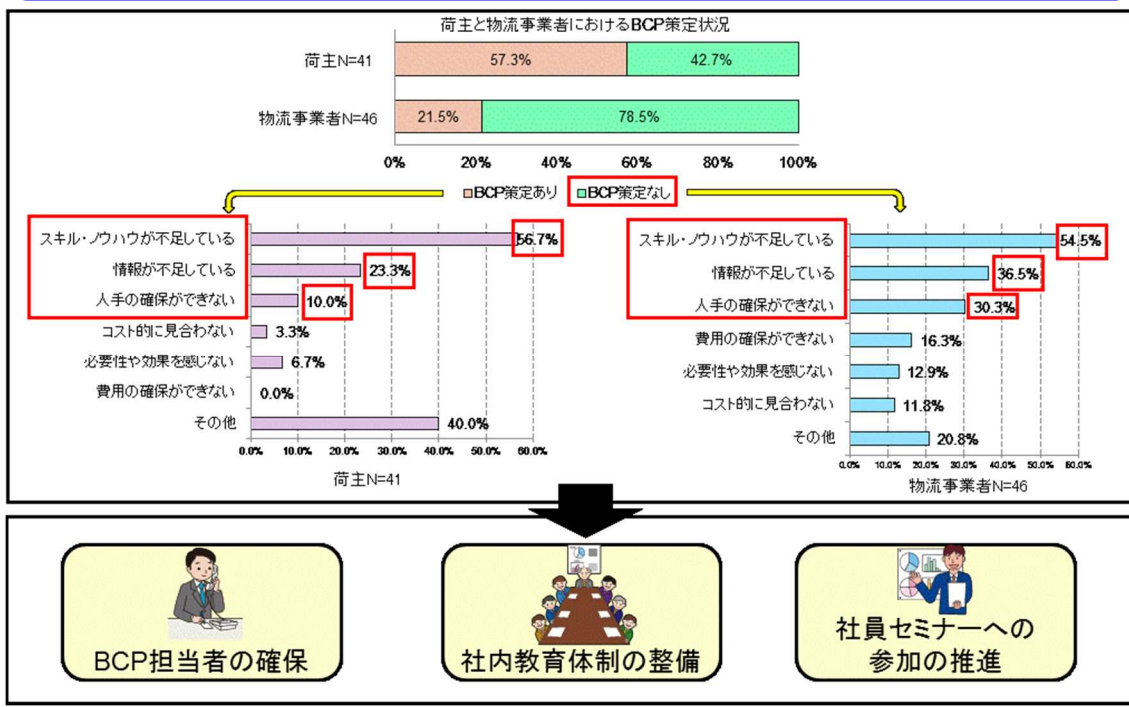 荷主と物流事業者におけるBCP策定状況
荷主N=41
57.3%
42.7%
物流事業者N=46
21.5%
78.5%
0%
20%
40%
60%
80%
100%
BCP策定あり
BCP策定なし
スキル・ノウハウが不足している
56.7%
情報が不足している
23.3%
人手の確保ができない
10.0%
コスト的に見合わない
3.3%
必要性や効果を感じない
6.7%
費用の確保ができない
0.0%
その他
40.0%
0.0%
10.0%
20.0%
30.0%
40.0%
50.0%
60.0%
荷主N=41
スキル・ノウハウが不足している
54.5%
情報が不足している
36.5%
人手の確保ができない
30.3%
費用の確保ができない
16.3%
必要性や効果を感じない
12.9%
コスト的に見合わない
11.8%
その他
20.8%
0.0%
10.0%
20.0%
30.0%
40.0%
50.0%
60.0%
物流事業者N=46
BCP担当者の確保
社内教育体制の整備
社員セミナーへの
参加の推進